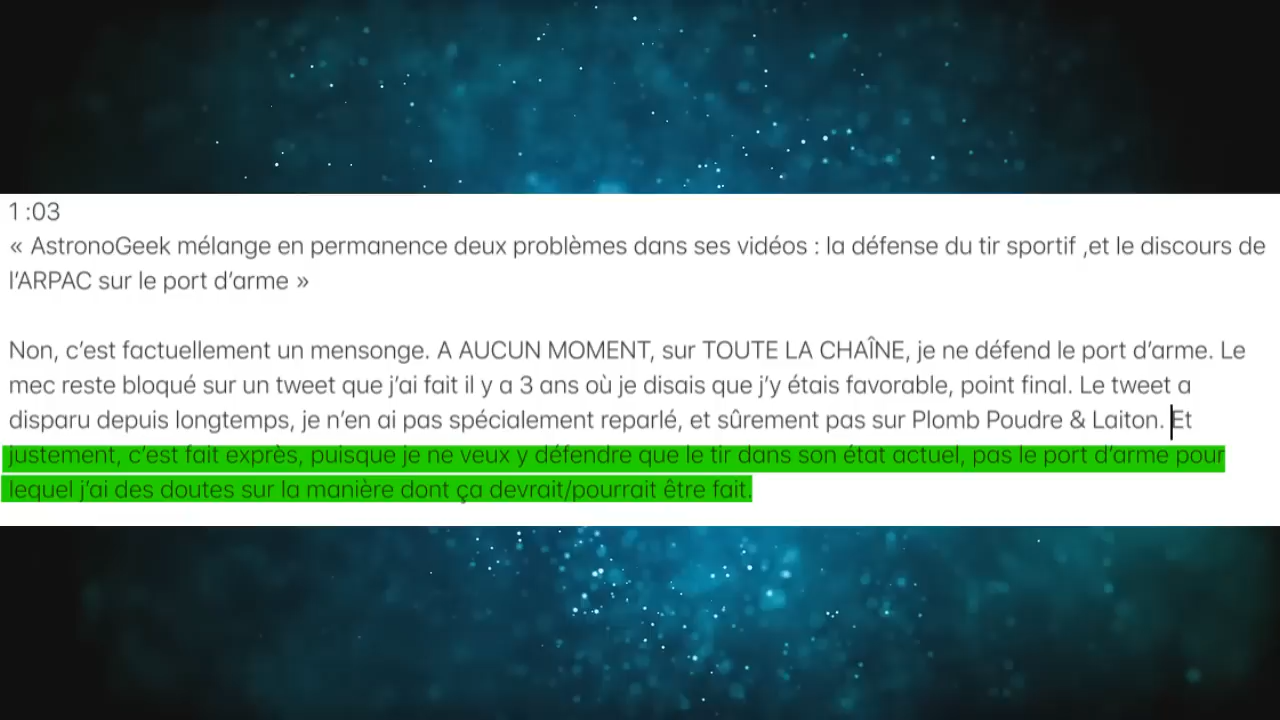 1 :03
« AstronoGeek mélange en permanence deux problèmes dans ses vidéos : la défense du tir sportif ,et le discours de
l’ARPAC sur le port d’arme »
Non, c’est factuellement un mensonge. A AUCUN MOMENT, sur TOUTE LA CHAÎNE, je ne défend le port d’arme. Le
mec reste bloqué sur un tweet que j’ai fait il y a 3 ans où je disais que j’y étais favorable, point final. Le tweet a
disparu depuis longtemps, je n’en ai pas spécialement reparlé, et sûrement pas sur Plomb Poudre & Laiton. Et
justement, c’est fait exprès, puisque je ne veux y défendre que le tir dans son état actuel, pas le port d’arme pour
lequel j’ai des doutes sur la manière dont ça devrait/pourrait être fait.